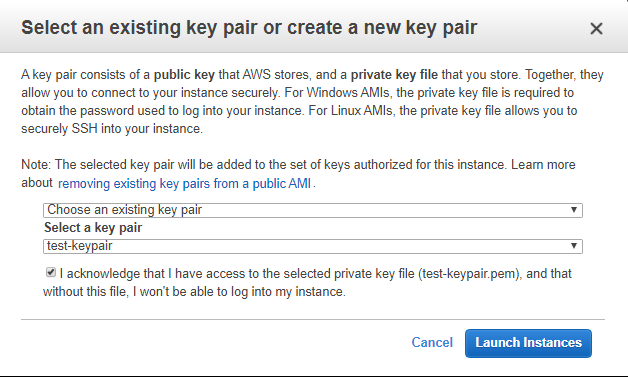 Select an existing key pair or create a new key pair
A key pair consists of a public key that AWS stores, and a private key file that you store. Together, they
allow you to connect to your instance securely. For Windows AMIs, the private key file is required to
obtain the password used to log into your instance. For Linux AMIs, the private key file allows you to
securely SSH into your instance.
Note: The selected key pair will be added to the set of keys authorized for this instance. Learn more
about removing existing key pairs from a public AMI.
Choose an existing key pair
Select a key pair
test-keypair
I acknowledge that I have access to the selected private key file (test-keypair.pem), and that
without this file, I won't be able to log into my instance.
Cancel Launch Instances